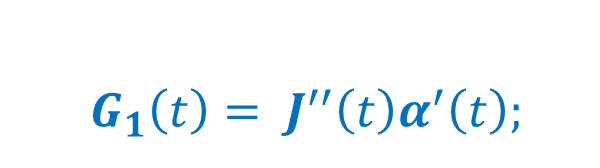 𝑮₁(t) = 𝑱′′(t)𝜶′(t);